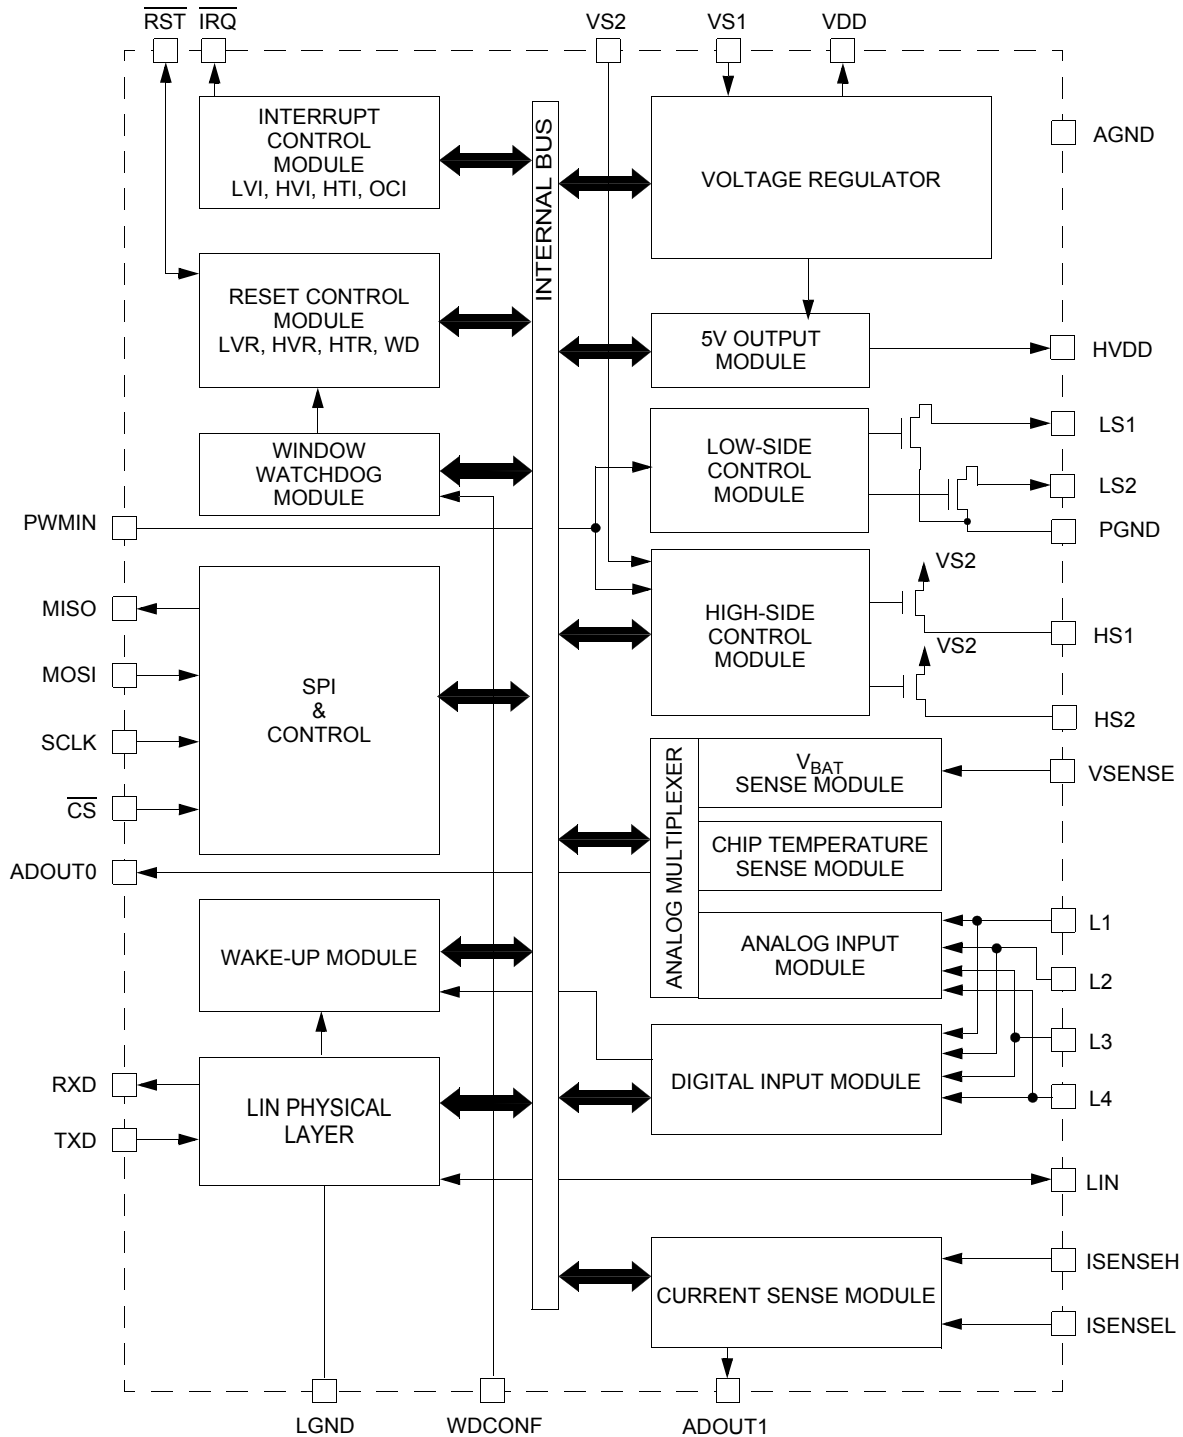 RST
IRQ
VS2
VS1
VDD
INTERRUPT
CONTROL
MODULE
LVI, HVI, HTI, OCI
INTERNAL BUS
VOLTAGE REGULATOR
AGND
RESET CONTROL
MODULE
LVR, HVR, HTR, WD
5V OUTPUT
MODULE
HVDD
WINDOW
WATCHDOG
MODULE
LOW-SIDE
CONTROL
MODULE
LS1
LS2
PWMIN
PGND
VS2
MISO
HIGH-SIDE
CONTROL
MODULE
HS1
VS2
MOSI
SPI
&
CONTROL
HS2
SCLK
ANALOG MULTIPLEXER
VBAT
SENSE MODULE
VSENSE
CS
CHIP TEMPERATURE
SENSE MODULE
ADOUT0
WAKE-UP MODULE
ANALOG INPUT
MODULE
L1
L2
L3
RXD
LIN PHYSICAL
LAYER
DIGITAL INPUT MODULE
L4
TXD
LIN
CURRENT SENSE MODULE
ISENSEH
ISENSEL
LGND
WDCONF
ADOUT1